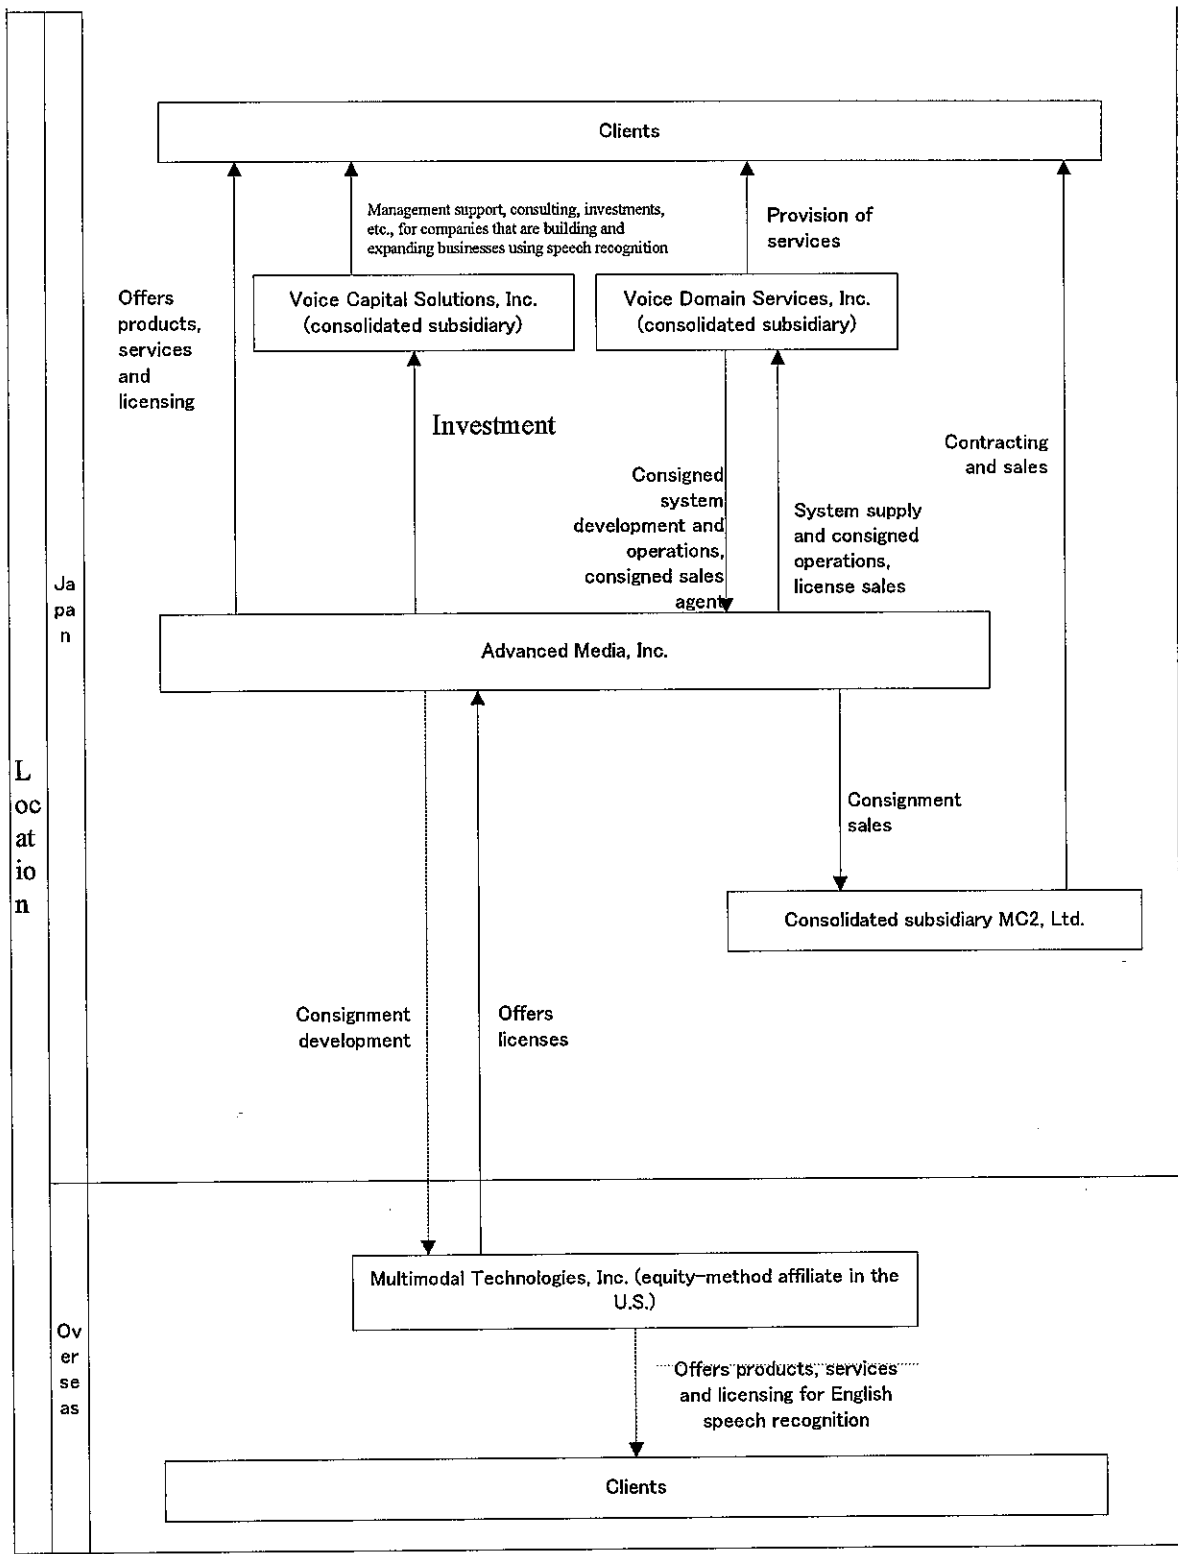 Clients
Management support, consulting, investments,
etc., for companies that are building and
expanding businesses using speech recognition
Provision of
services
Offers
products,
services
and
licensing
Voice Capital Solutions, Inc.
(consolidated subsidiary)
Voice Domain Services, Inc.
(consolidated subsidiary)
Investment
Contracting
and sales
Consigned
system
development and
operations,
consigned sales
agent
System supply
and consigned
operations,
license sales
Ja
pa
n
Advanced Media, Inc.
L
oc
at
io
n
Consignment
sales
Consolidated subsidiary MC2, Ltd.
Consignment
development
Offers
licenses
Multimodal Technologies, Inc. (equity-method affiliate in the
U.S.)
Ov
er
se
as
Offers products, services
and licensing for English
speech recognition
Clients